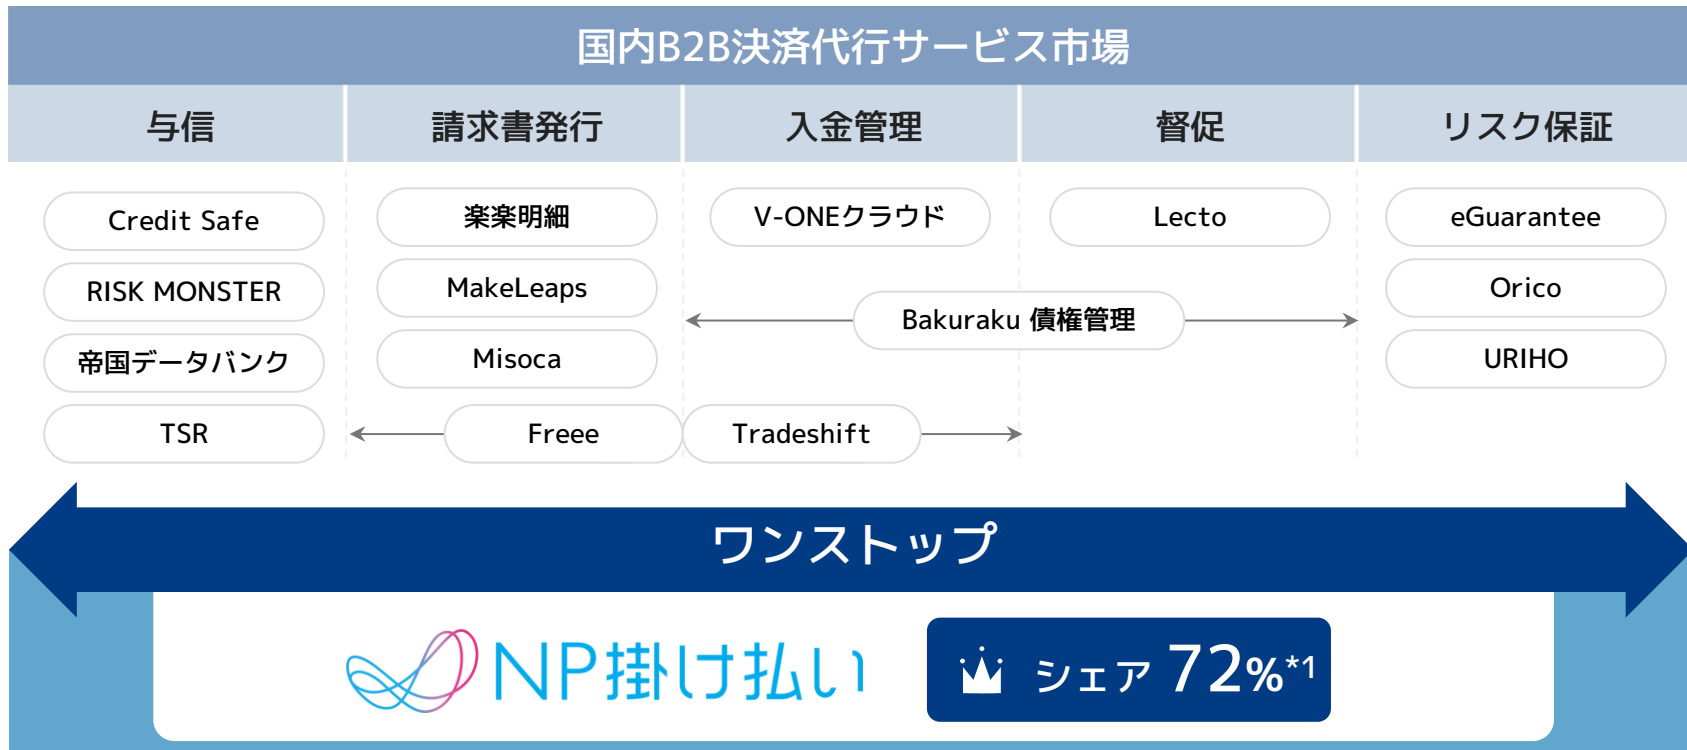 国内B2B決済代行サービス市場
与信
請求書発行
入金管理
督促
リスク保証
Credit Safe
RISK MONSTER
帝国データバンク
TSR
楽楽明細
MakeLeaps
Misoca
Freee
V-ONEクラウド
Tradeshift
Bakuraku 債権管理
Lecto
eGuarantee
Orico
URIHO
ワンストップ
NP掛け払い
シェア 72%*1